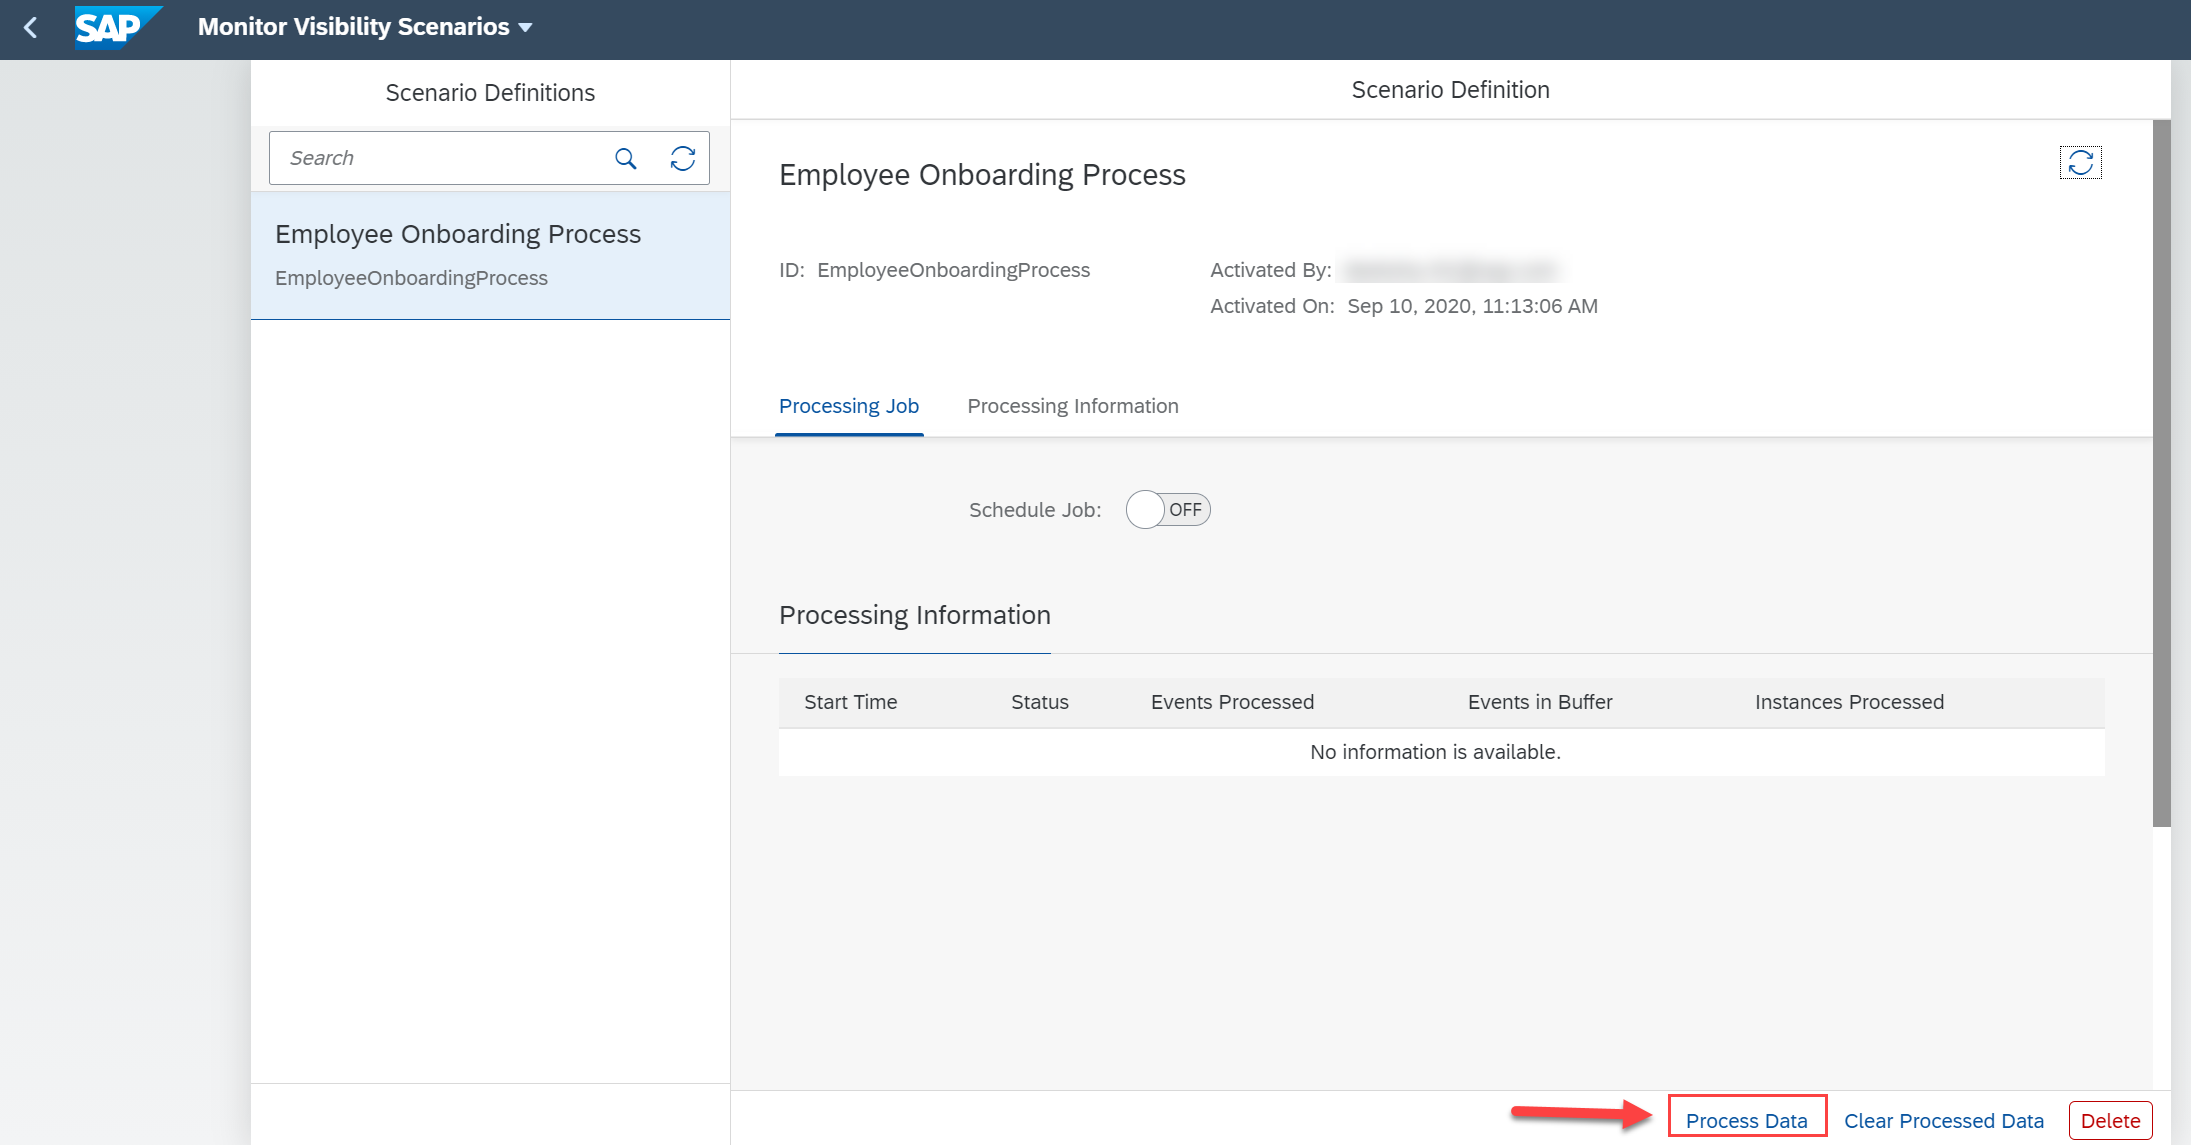 SAP Monitor Visibility Scenarios
Scenario Definitions
Search
Employee Onboarding Process
EmployeeOnboardingProcess
Scenario Definition
Employee Onboarding Process
ID: EmployeeOnboardingProcess
Activated By:
Activated On: Sep 10, 2020, 11:13:06 AM
Processing Job Processing Information
Schedule Job: OFF
Processing Information
Start Time Status Events Processed Events in Buffer Instances Processed
No information is available.
Process Data Clear Processed Data Delete